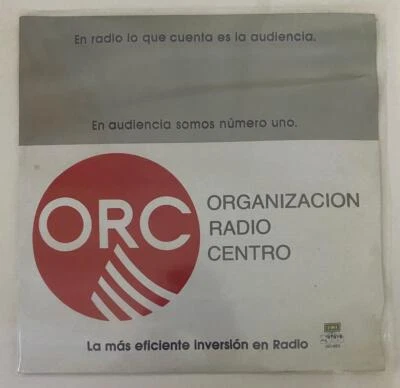 En radio lo que cuenta es la audiencia.
En audiencia somos número uno.
ORC
ORGANIZACION
RADIO
CENTRO
La más eficiente inversión en Radio